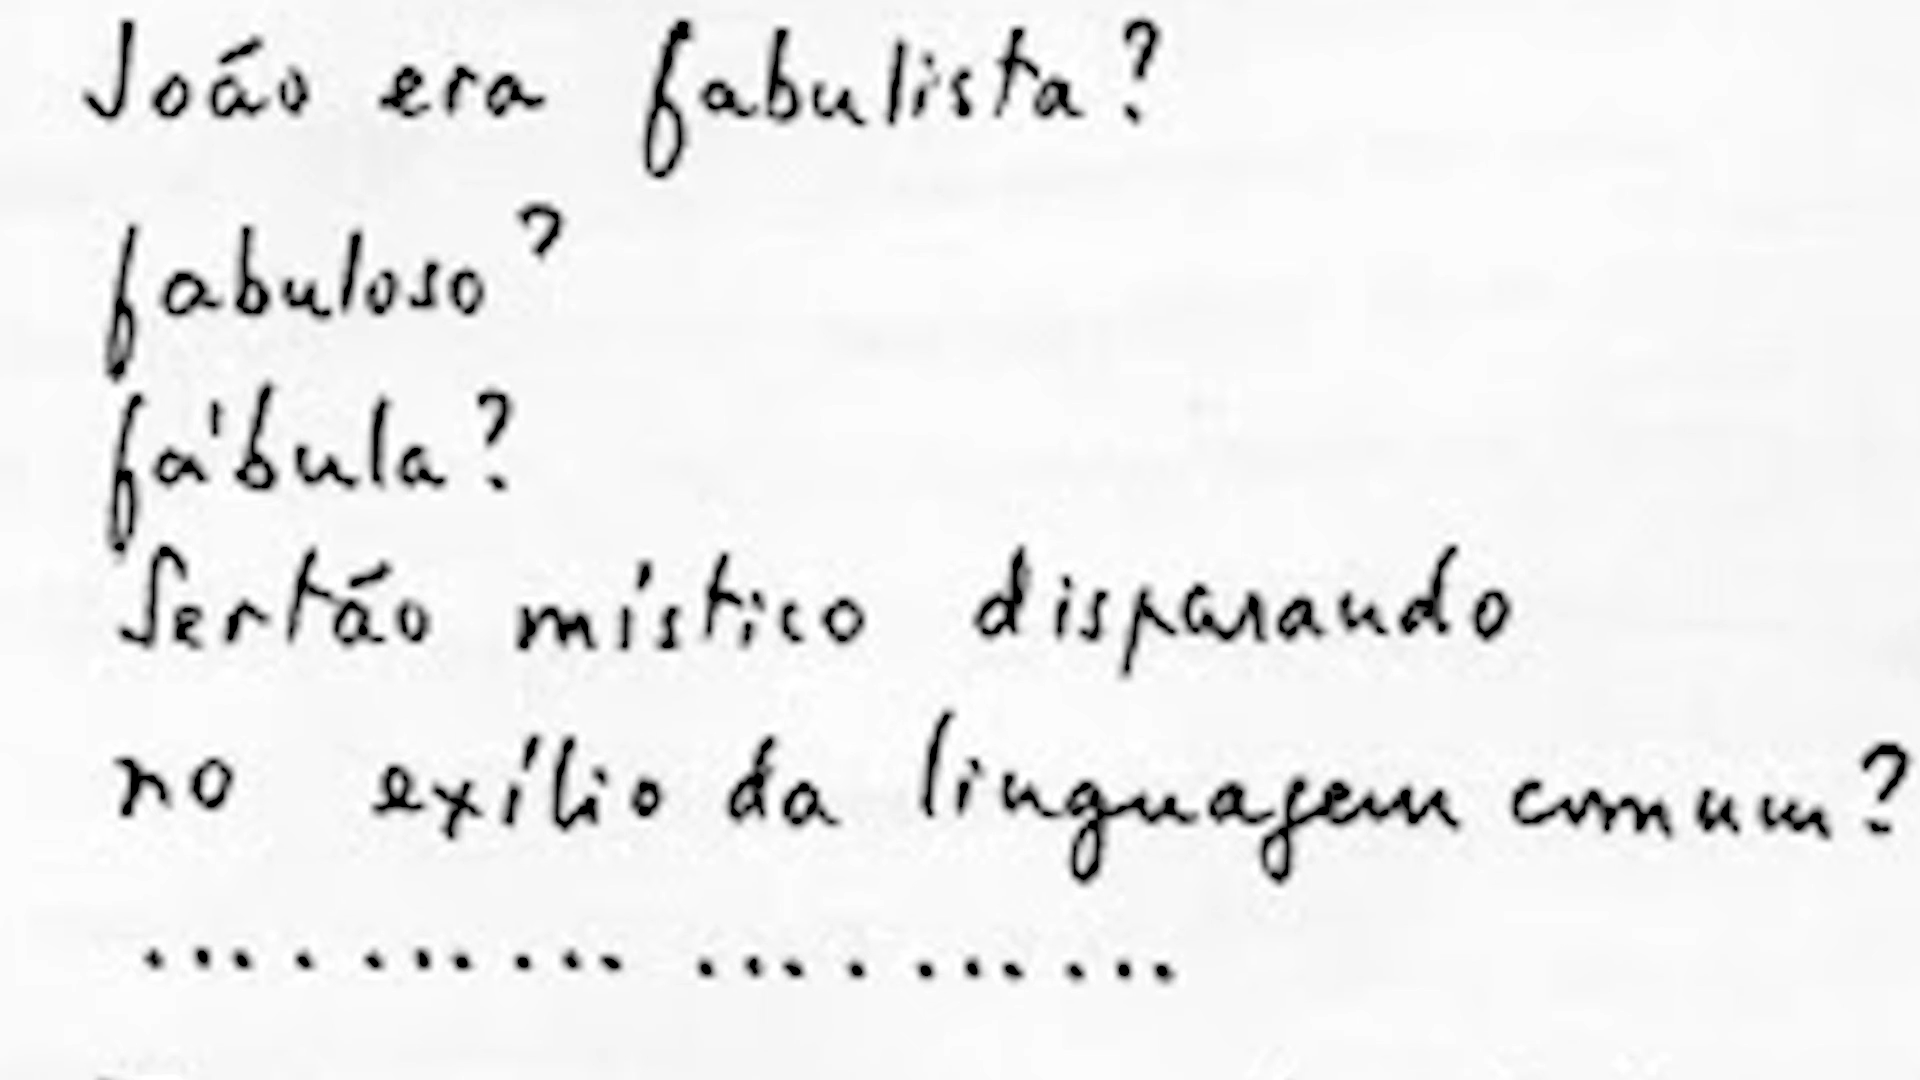 João era fabulista?
fabuloso?
fábula?
Sertão místico disparando
no exílio da linguagem comum?
.......................